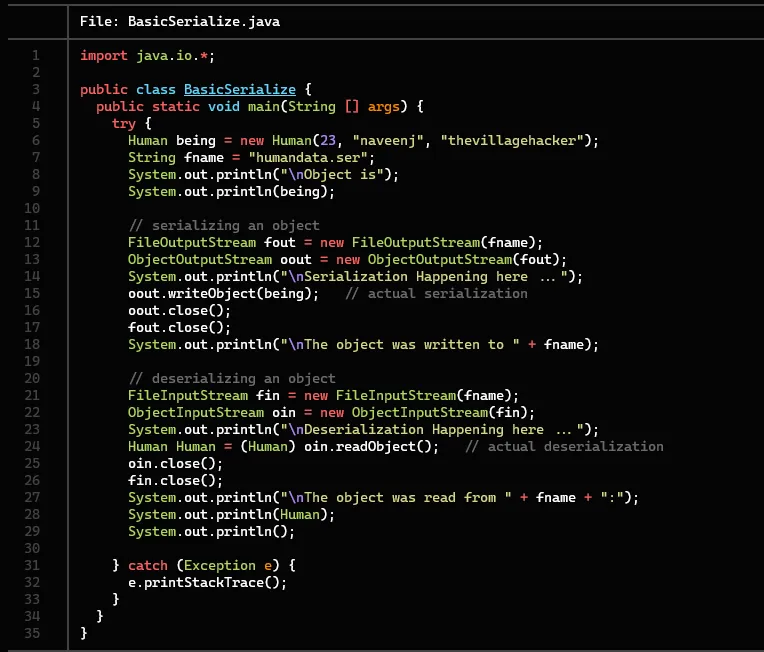 File: BasicSerialize.java
1 import java.io.*;
2
3 public class BasicSerialize {
4   public static void main(String [] args) {
5     try {
6       Human being = new Human(23, "naveenj", "thevillagehacker");
7       String fname = "humandata.ser";
8       System.out.println("\nObject is");
9       System.out.println(being);
10
11       // serializing an object
12       FileOutputStream fout = new FileOutputStream(fname);
13       ObjectOutputStream oout = new ObjectOutputStream(fout);
14       System.out.println("\nSerialization Happening here ...");
15       oout.writeObject(being);   // actual serialization
16       oout.close();
17       fout.close();
18       System.out.println("\nThe object was written to " + fname);
19
20       // deserializing an object
21       FileInputStream fin = new FileInputStream(fname);
22       ObjectInputStream oin = new ObjectInputStream(fin);
23       System.out.println("\nDeserialization Happening here ...");
24       Human Human = (Human) oin.readObject();   // actual deserialization
25       oin.close();
26       fin.close();
27       System.out.println("\nThe object was read from " + fname + ":");
28       System.out.println(Human);
29       System.out.println();
30
31     } catch (Exception e) {
32       e.printStackTrace();
33     }
34   }
35 }